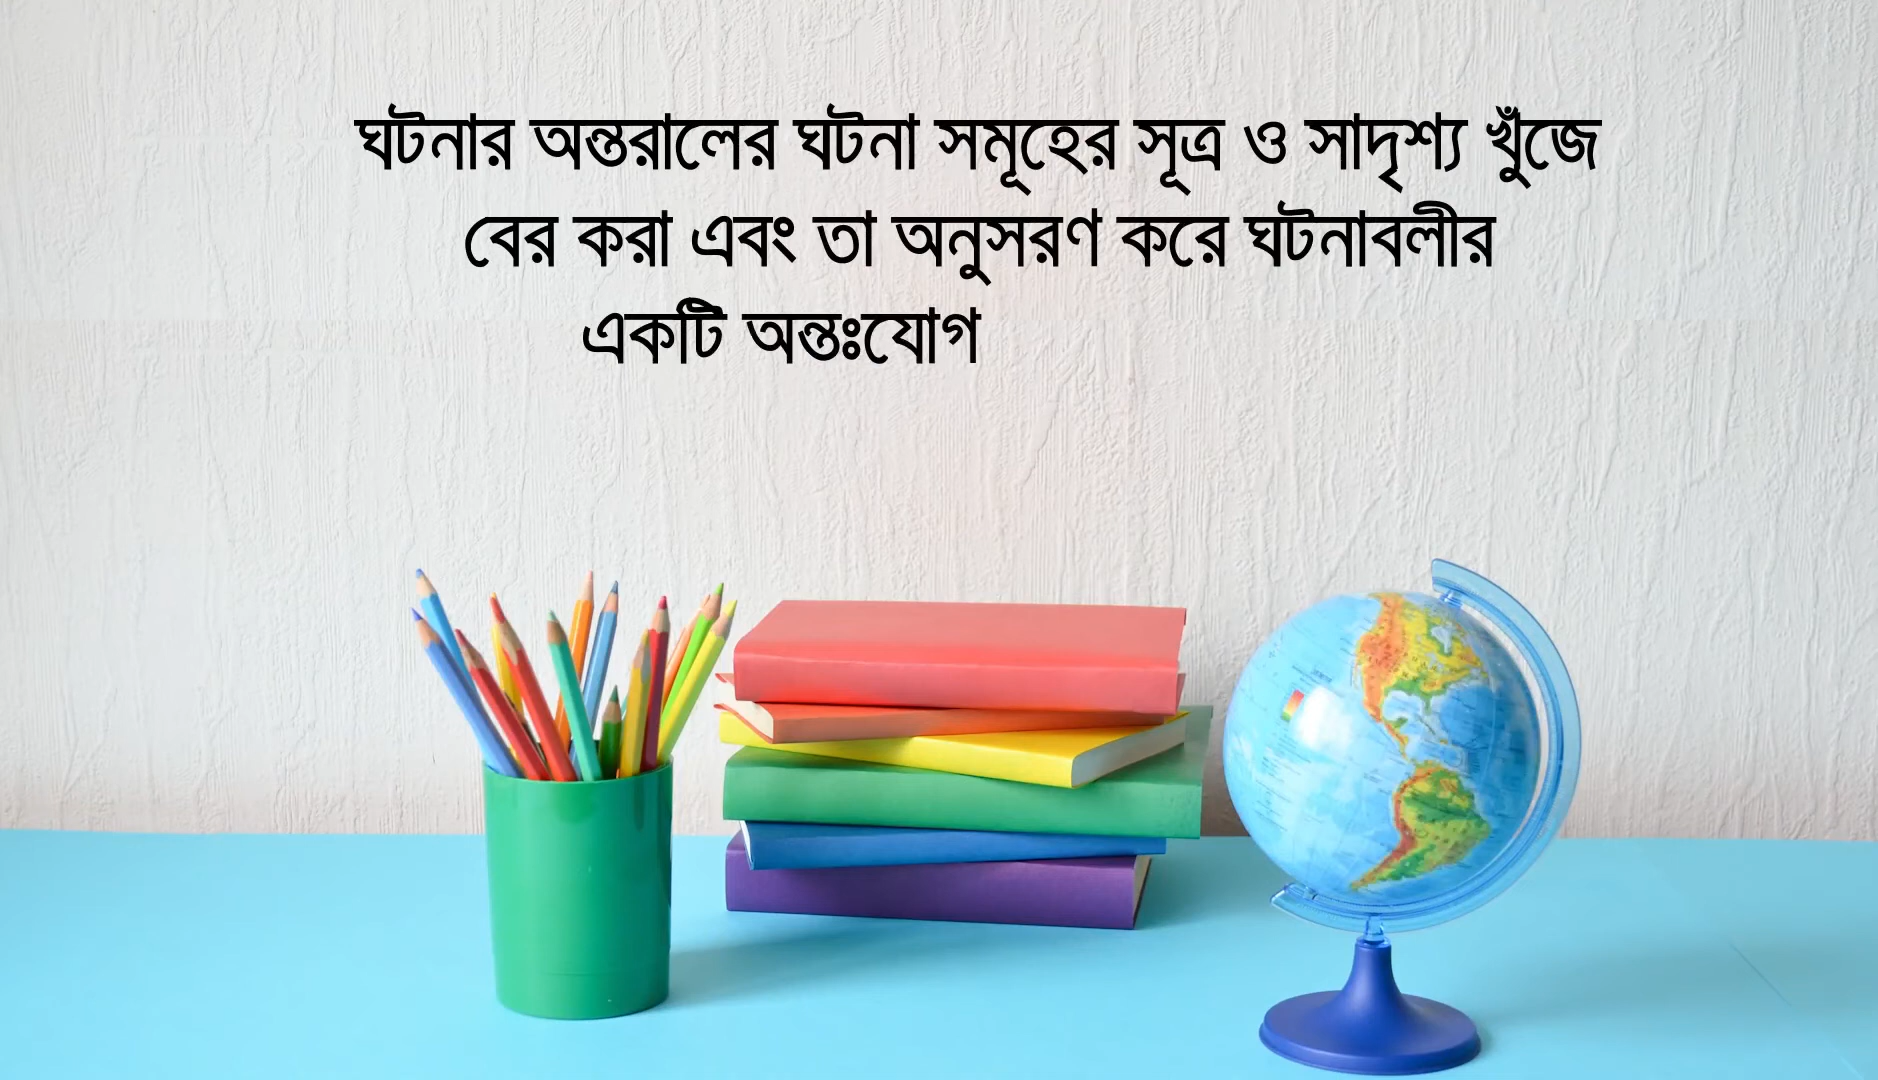 ঘটনার অন্তরালের ঘটনা সমূহের সূত্র ও সাদৃশ্য খুঁজে
বের করা এবং তা অনুসরণ করে ঘটনাবলীর
একটি অন্তঃযোগ